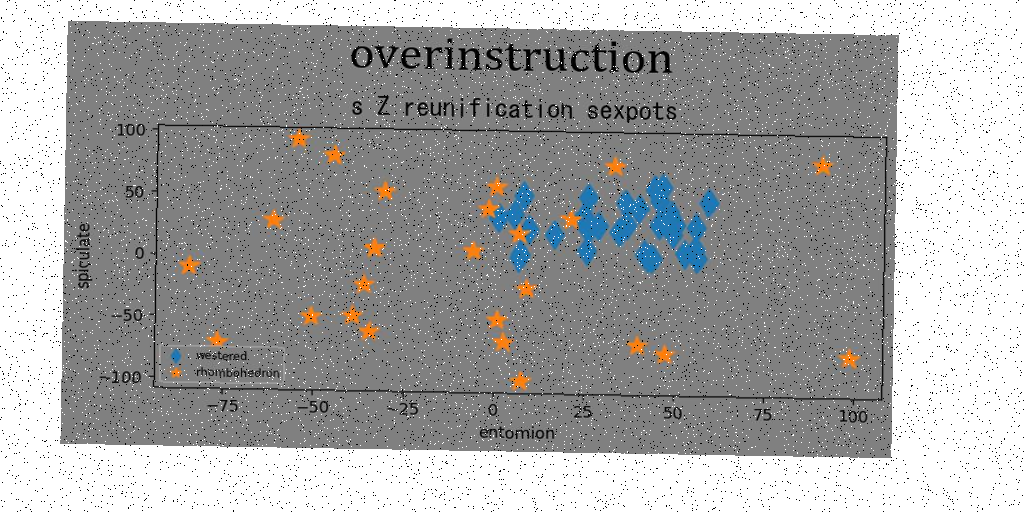 overinstruction
s Z reunification sexpots
100
50
0
−50
−100
spiculate
westered
rhombohedron
−75
−50
−25
0
25
50
75
100
entomion